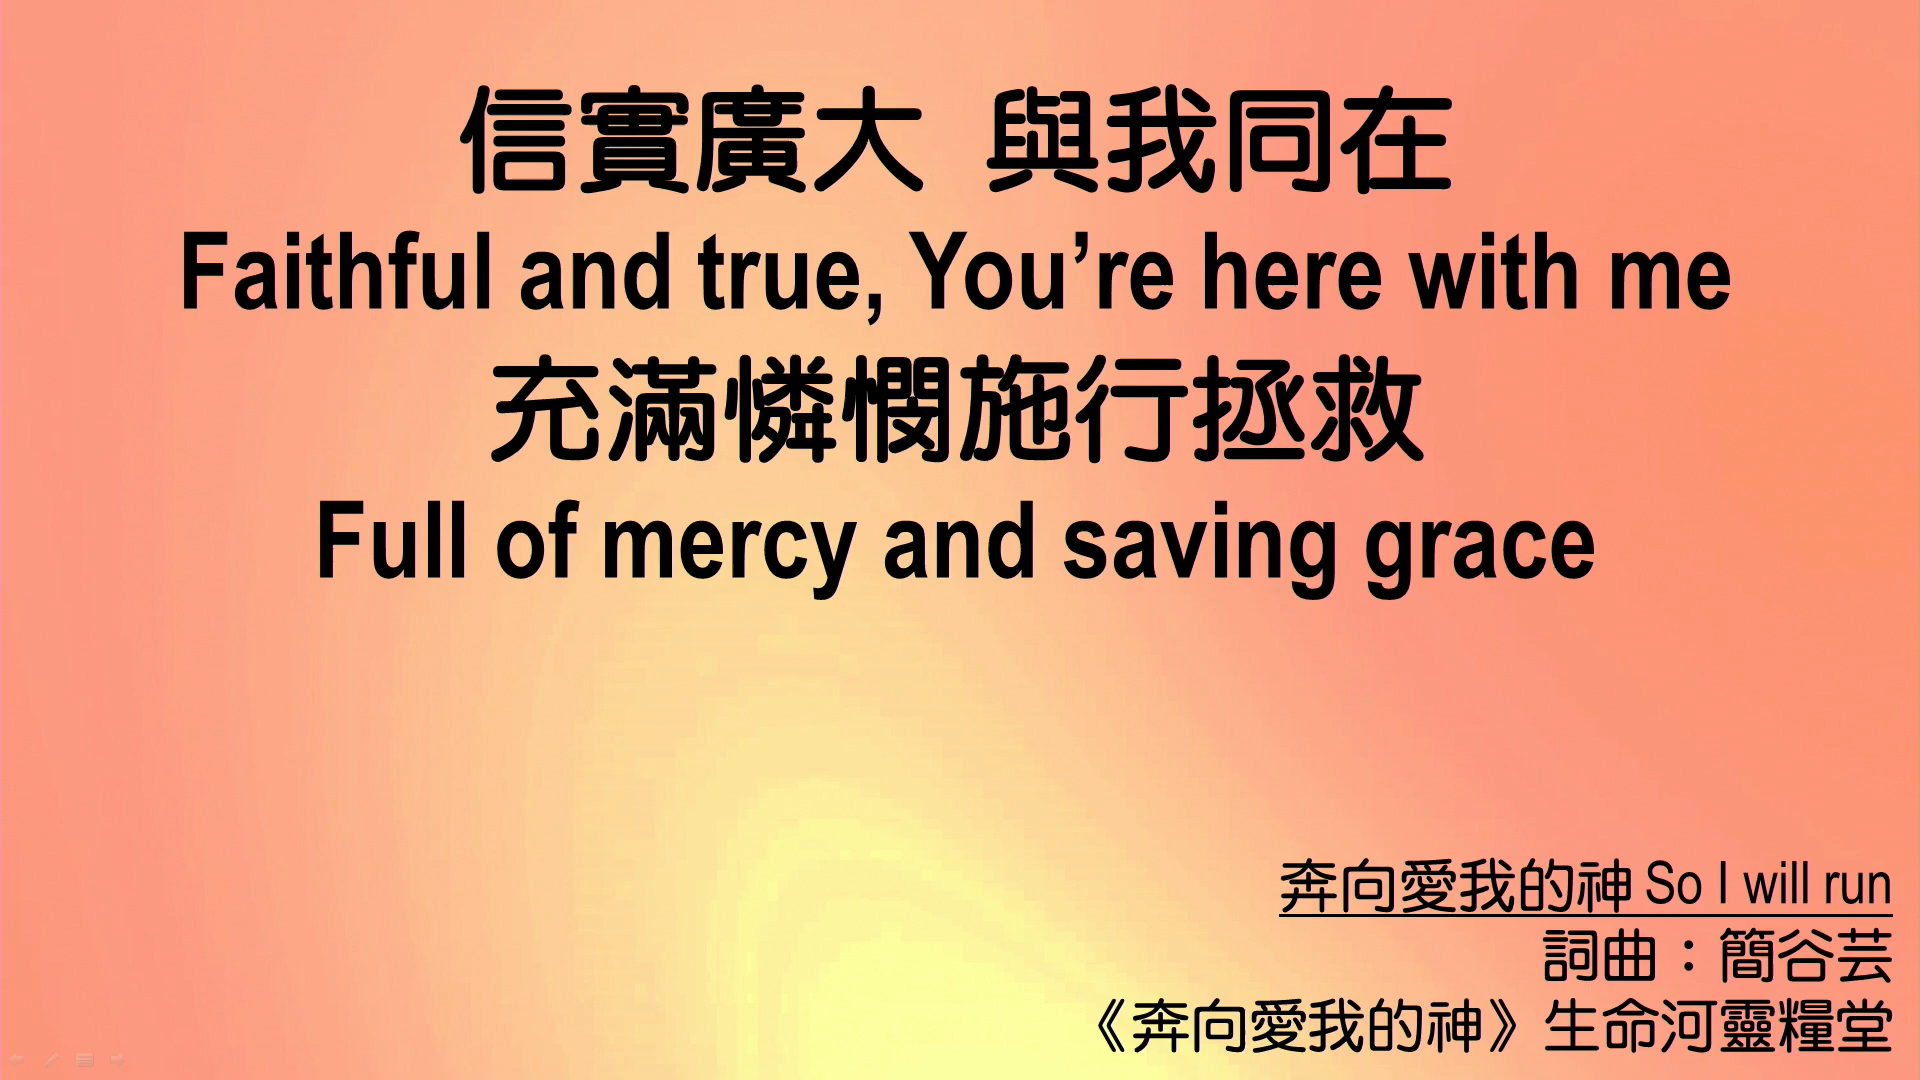 信實廣大 與我同在
Faithful and true, You’re here with me
充滿憐憫施行拯救
Full of mercy and saving grace
奔向愛我的神 So I will run
詞曲：簡谷芸
《奔向愛我的神》生命河靈糧堂